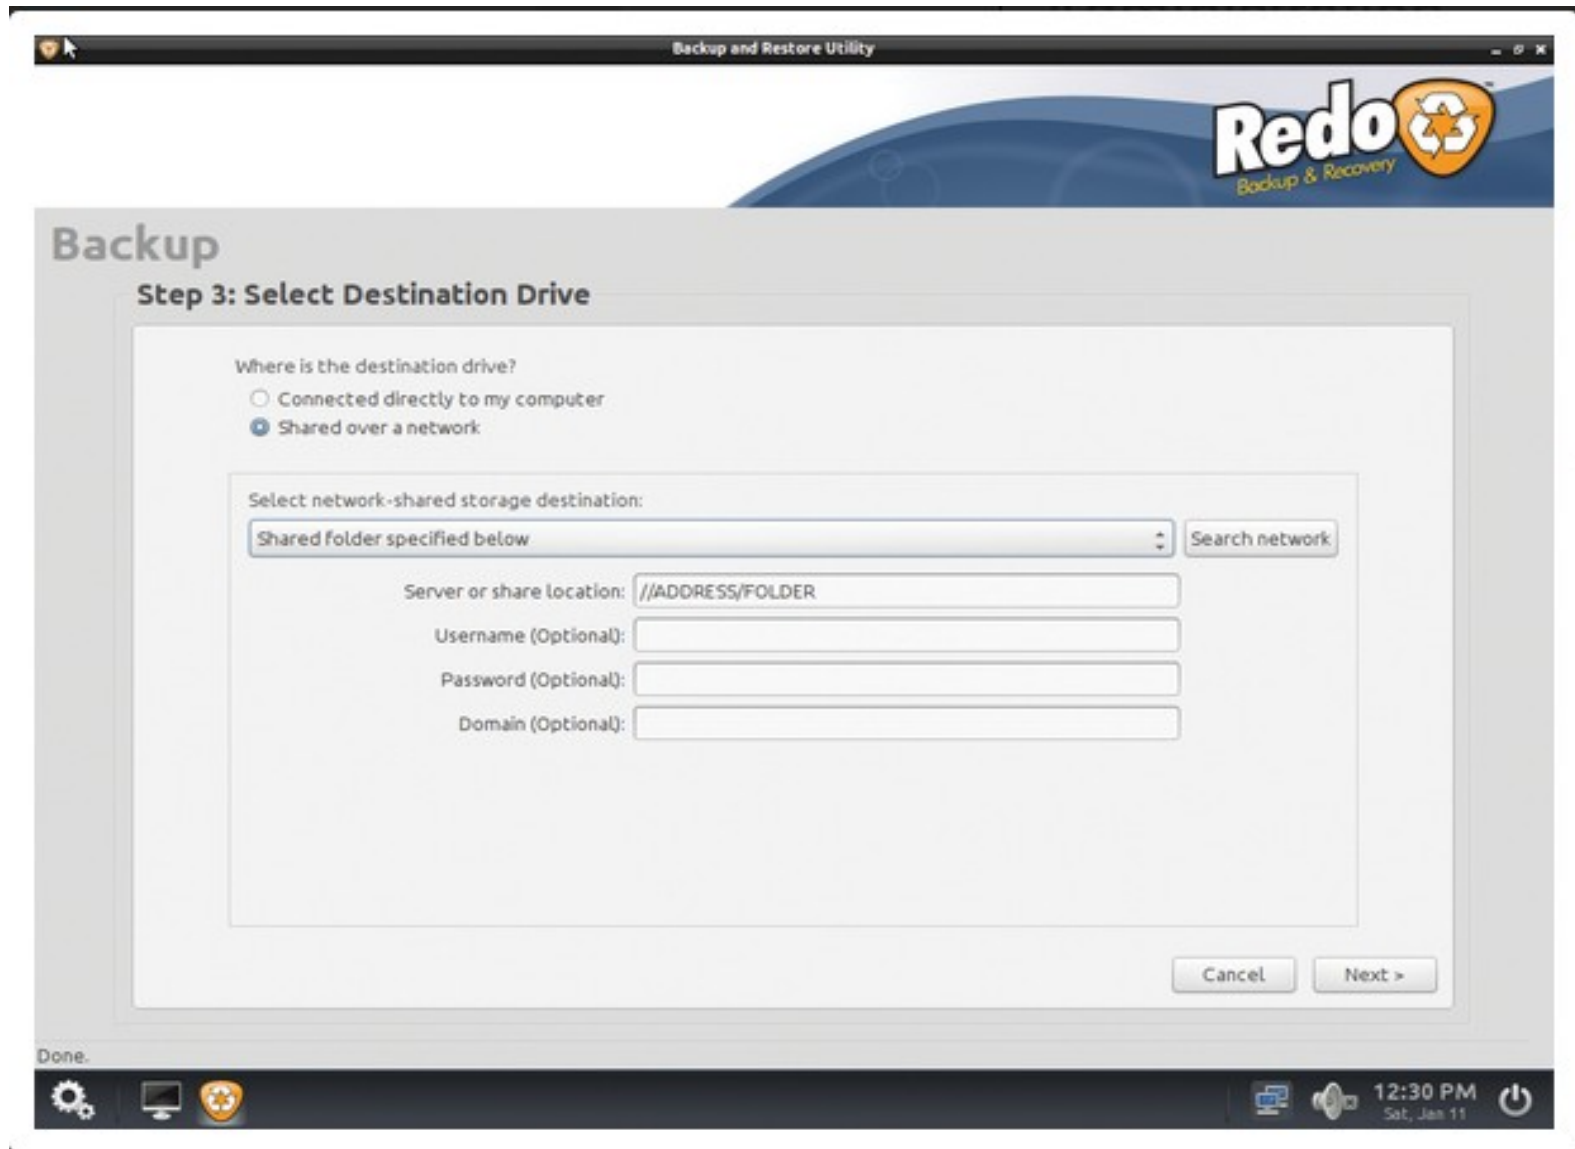 Backup and Restore Utility
Redo
Backup & Recovery
Backup
Step 3: Select Destination Drive
Where is the destination drive?
Connected directly to my computer
Shared over a network
Select network-shared storage destination:
Shared folder specified below
Search network
Server or share location: //ADDRESS/FOLDER
Username (Optional):
Password (Optional):
Domain (Optional):
Cancel
Next >
Done.
12:30 PM
Sat, Jan 11